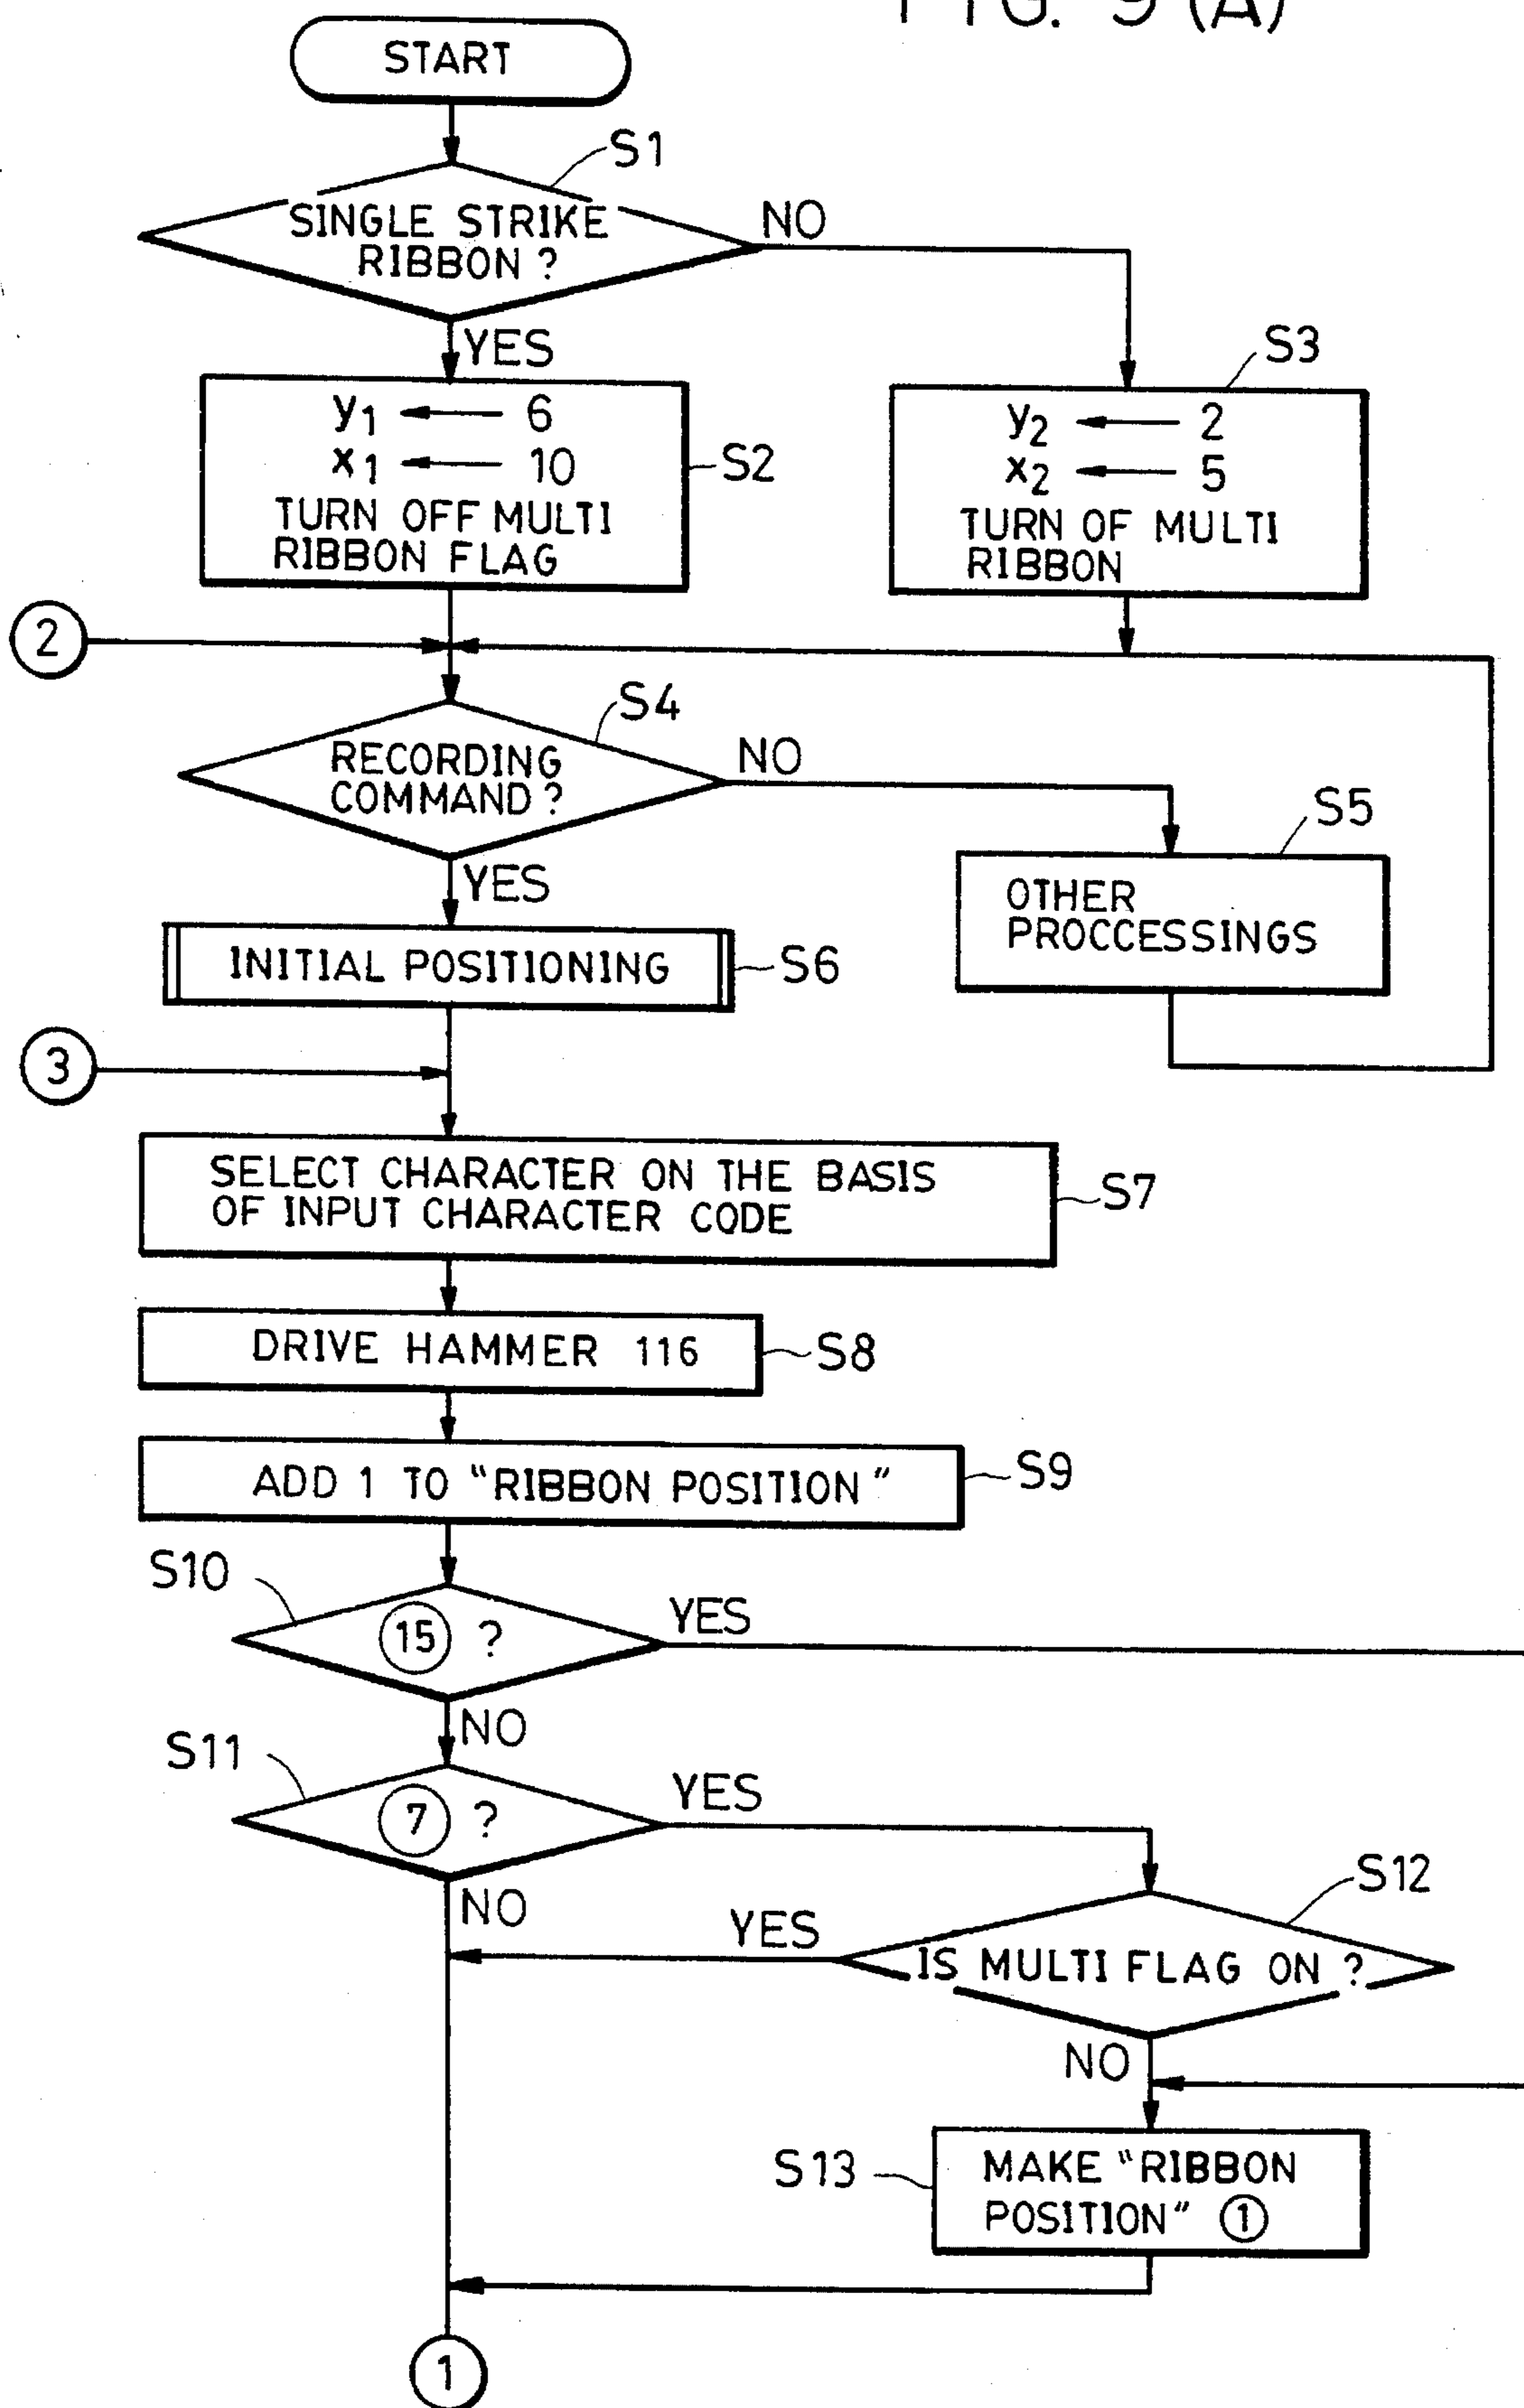 FIG. 9 (A)
START
S1
SINGLE STRIKE
RIBBON ?
NO
YES
S3
y1 ← 6
x1 ← 10
TURN OFF MULTI
RIBBON FLAG
S2
y2 ← 2
x2 ← 5
TURN OF MULTI
RIBBON
2
S4
RECORDING
COMMAND ?
NO
YES
S5
OTHER
PROCCESSINGS
INITIAL POSITIONING
S6
3
SELECT CHARACTER ON THE BASIS
OF INPUT CHARACTER CODE
S7
DRIVE HAMMER 116
S8
ADD 1 TO "RIBBON POSITION"
S9
S10
15 ?
YES
NO
S11
7 ?
YES
NO
S12
YES
IS MULTI FLAG ON ?
NO
S13
MAKE "RIBBON
POSITION" 1
1